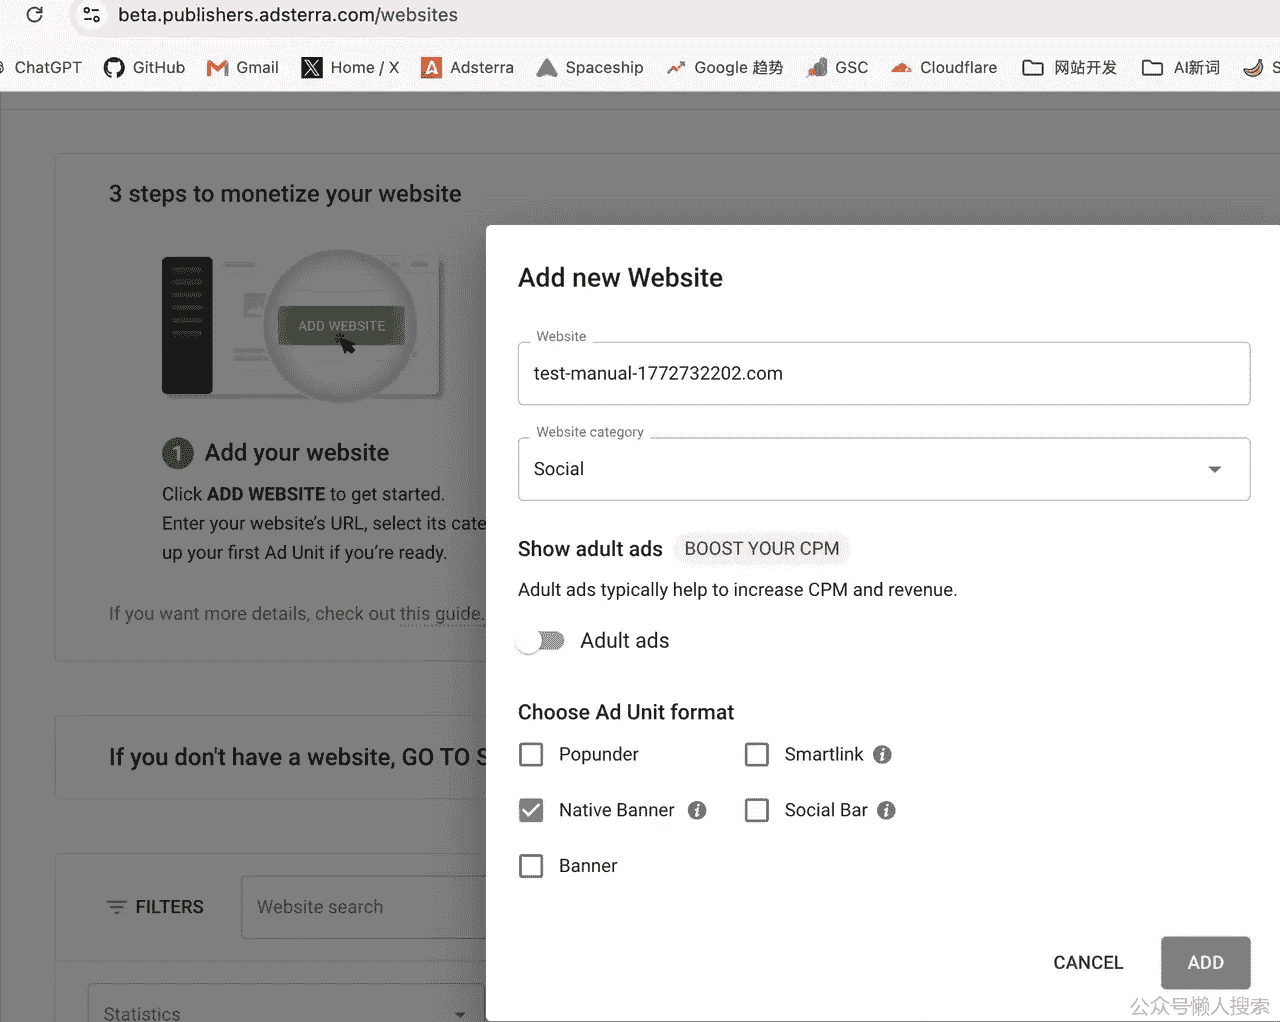 beta.publishers.adsterra.com/websites
ChatGPT GitHub Gmail Home / X Adsterra Spaceship Google 趋势 GSC Cloudflare 网站开发 AI新词 S
3 steps to monetize your website
ADD WEBSITE
1 Add your website
Click ADD WEBSITE to get started.
Enter your website's URL, select its cate
up your first Ad Unit if you're ready.
If you want more details, check out this guide.
If you don't have a website, GO TO S
FILTERS
Website search
Statistics
Add new Website
Website
test-manual-1772732202.com
Website category
Social
Show adult ads BOOST YOUR CPM
Adult ads typically help to increase CPM and revenue.
Adult ads
Choose Ad Unit format
Popunder Smartlink
Native Banner Social Bar
Banner
CANCEL ADD
公众号懒人搜索